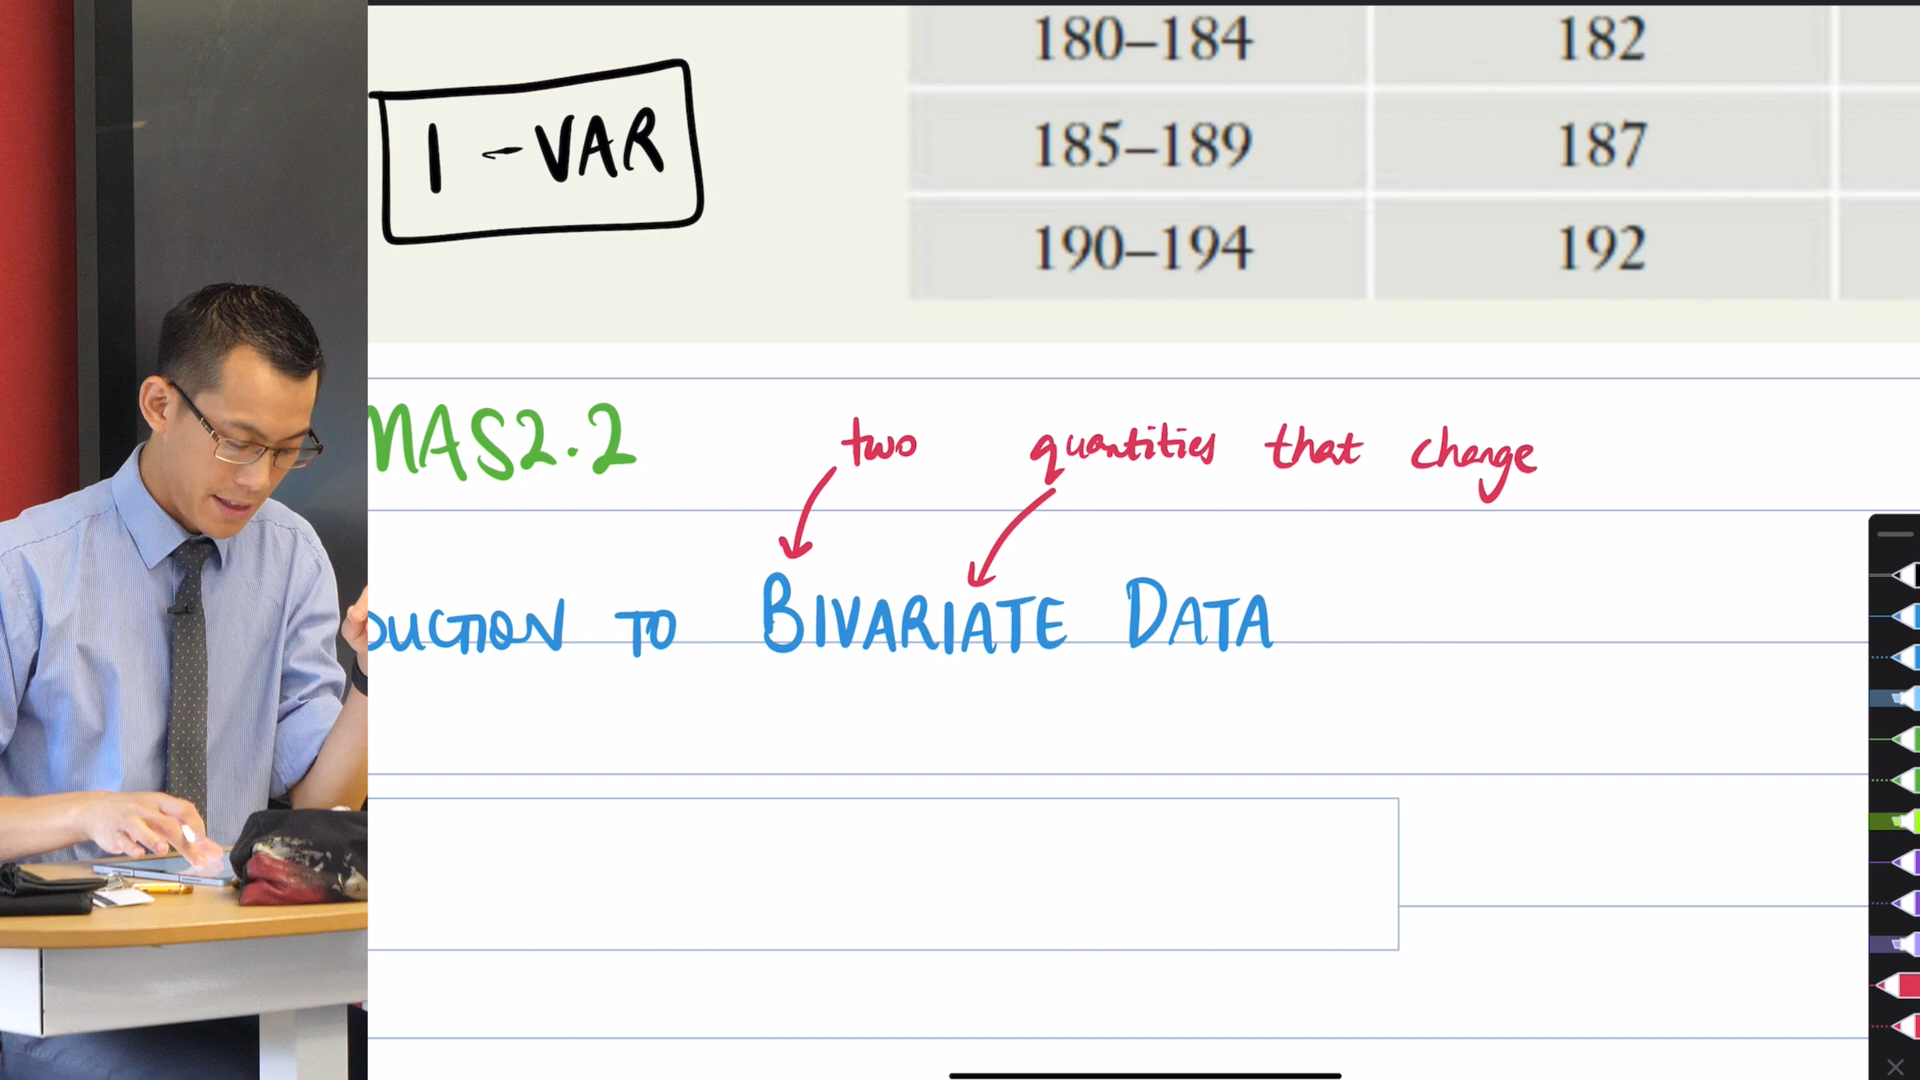 180–184 182
1-VAR
185–189 187
190–194 192
MAS2.2
two quantities that change
DUCTION TO BIVARIATE DATA